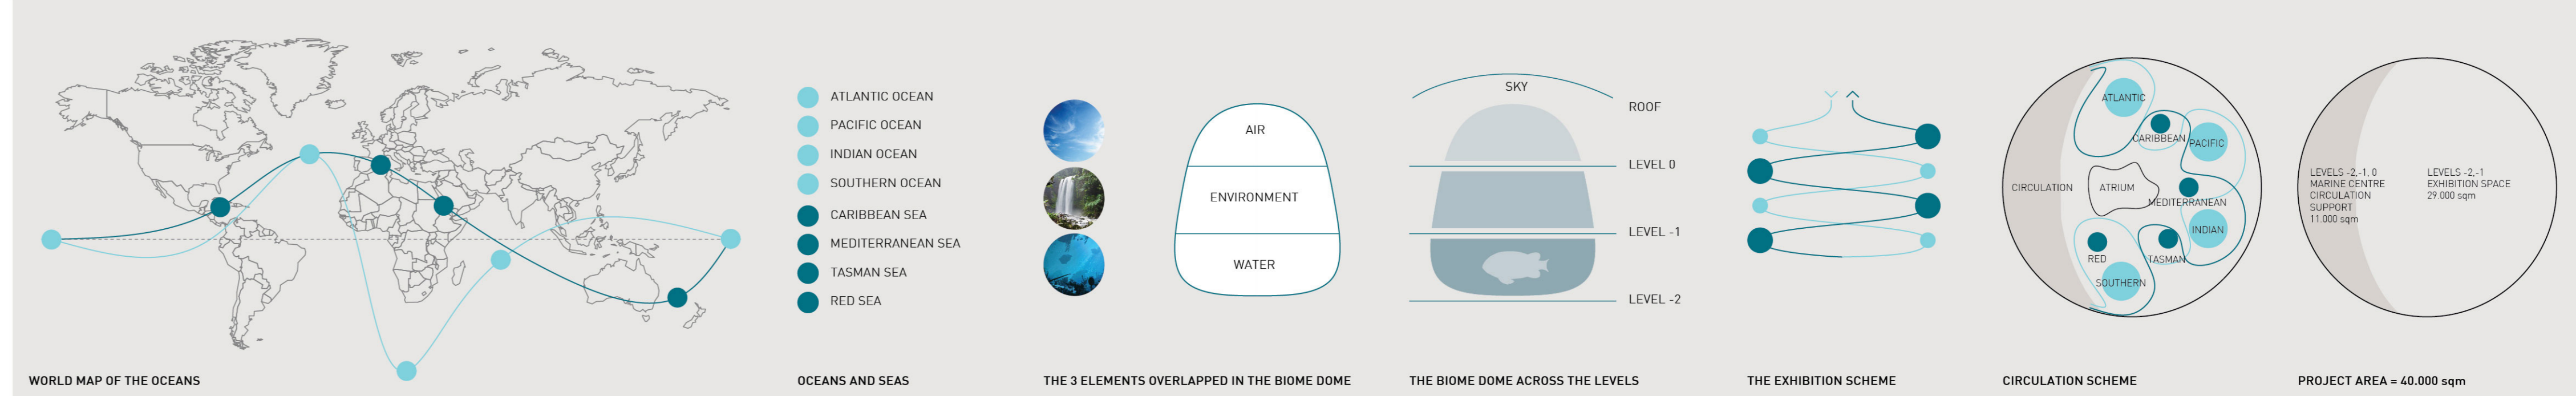 WORLD MAP OF THE OCEANS
ATLANTIC OCEAN
PACIFIC OCEAN
INDIAN OCEAN
SOUTHERN OCEAN
CARIBBEAN SEA
MEDITERRANEAN SEA
TASMAN SEA
RED SEA
OCEANS AND SEAS
AIR
ENVIRONMENT
WATER
THE 3 ELEMENTS OVERLAPPED IN THE BIOME DOME
SKY
ROOF
LEVEL 0
LEVEL -1
LEVEL -2
THE BIOME DOME ACROSS THE LEVELS
THE EXHIBITION SCHEME
ATLANTIC
CARIBBEAN
PACIFIC
CIRCULATION
ATRIUM
MEDITERRANEAN
INDIAN
RED
TASMAN
SOUTHERN
CIRCULATION SCHEME
LEVELS -2,-1, 0
MARINE CENTRE
CIRCULATION
SUPPORT
11.000 sqm
LEVELS -2,-1
EXHIBITION SPACE
29.000 sqm
PROJECT AREA = 40.000 sqm